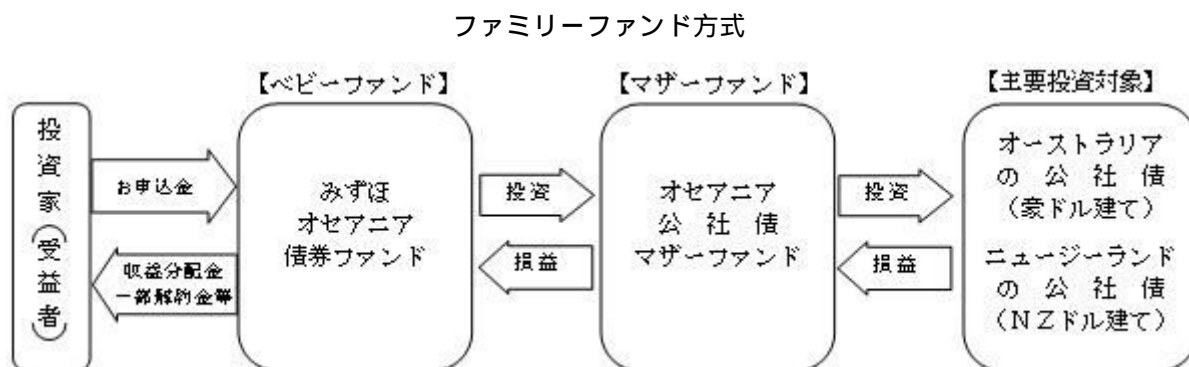 ファミリーファンド方式
【ベビーファンド】
【マザーファンド】
【主要投資対象】
投資家(受益者)
お申込金
収益分配金
一部解約金等
みずほ
オセアニア
債券ファンド
投資
損益
オセアニア
公社債
マザーファンド
投資
損益
オーストラリア
の公社債
(豪ドル建て)
ニュージーランド
の公社債
(NZドル建て)